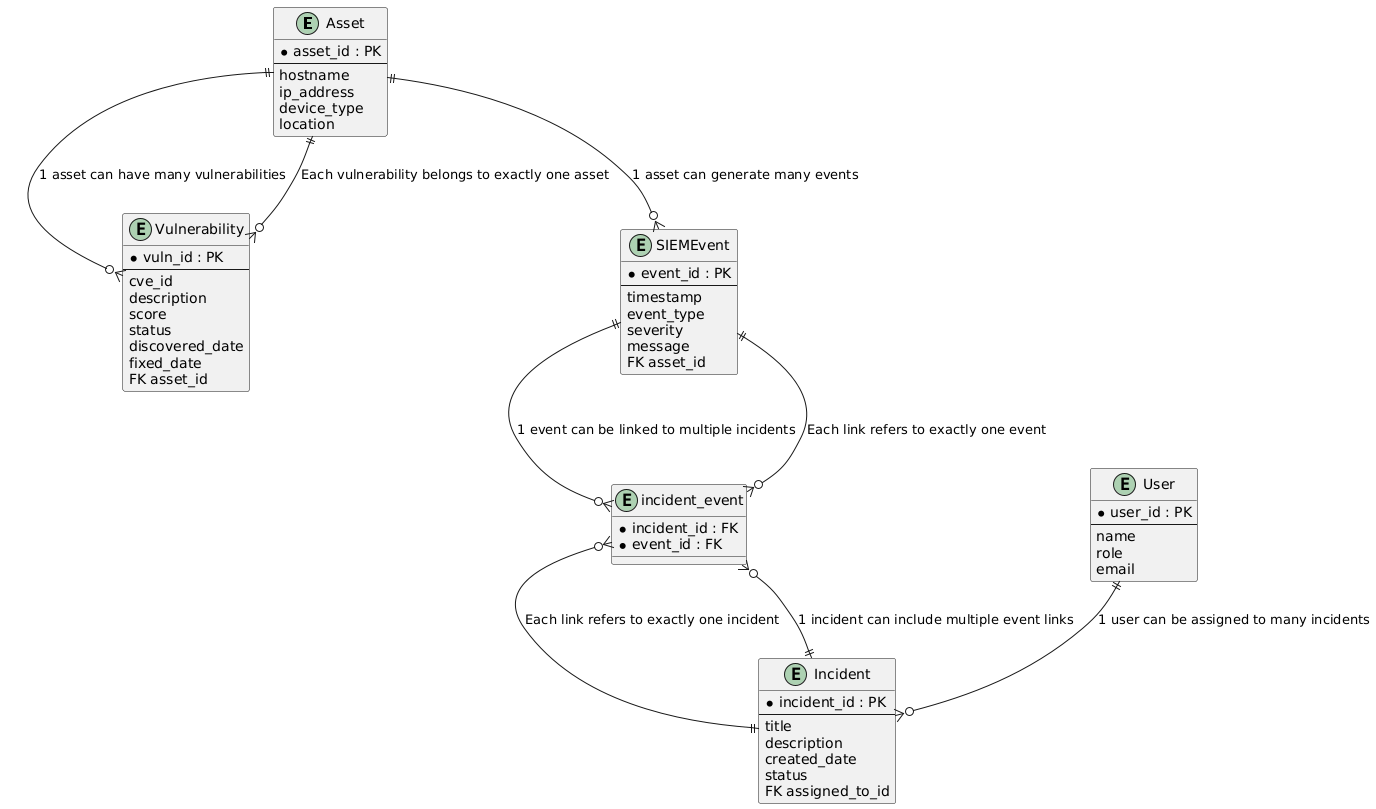 E Asset
* asset_id : PK
hostname
ip_address
device_type
location
1 asset can have many vulnerabilities
Each vulnerability belongs to exactly one asset
1 asset can generate many events
E Vulnerability
* vuln_id : PK
cve_id
description
score
status
discovered_date
fixed_date
FK asset_id
E SIEMEvent
* event_id : PK
timestamp
event_type
severity
message
FK asset_id
1 event can be linked to multiple incidents
Each link refers to exactly one event
E incident_event
* incident_id : FK
* event_id : FK
E User
* user_id : PK
name
role
email
Each link refers to exactly one incident
1 incident can include multiple event links
1 user can be assigned to many incidents
E Incident
* incident_id : PK
title
description
created_date
status
FK assigned_to_id